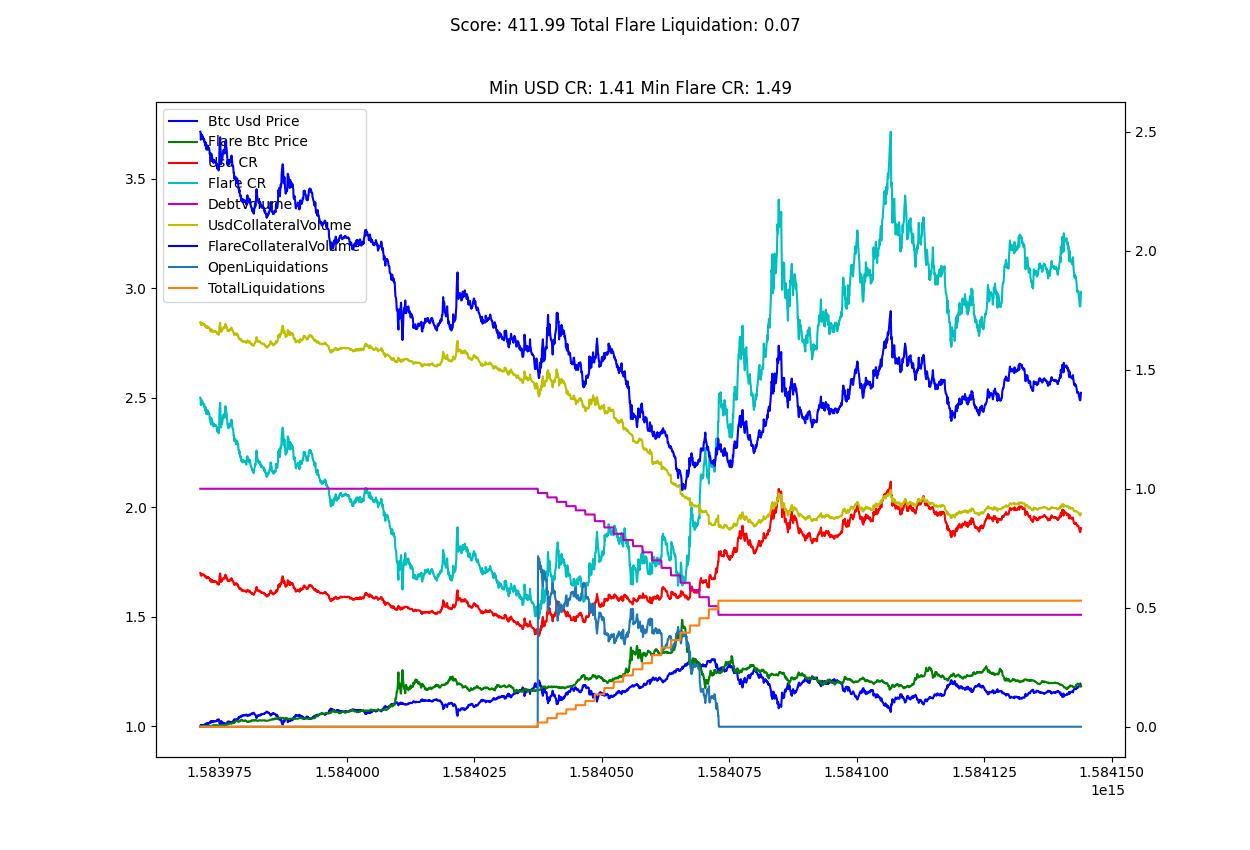 Score: 411.99 Total Flare Liquidation: 0.07
Min USD CR: 1.41 Min Flare CR: 1.49
Btc Usd Price
Flare Btc Price
Usd CR
Flare CR
DebtVolume
UsdCollateralVolume
FlareCollateralVolume
OpenLiquidations
TotalLiquidations
3.5
3.0
2.5
2.0
1.5
1.0
2.5
2.0
1.5
1.0
0.5
0.0
1.583975 1.584000 1.584025 1.584050 1.584075 1.584100 1.584125 1.584150
1e15